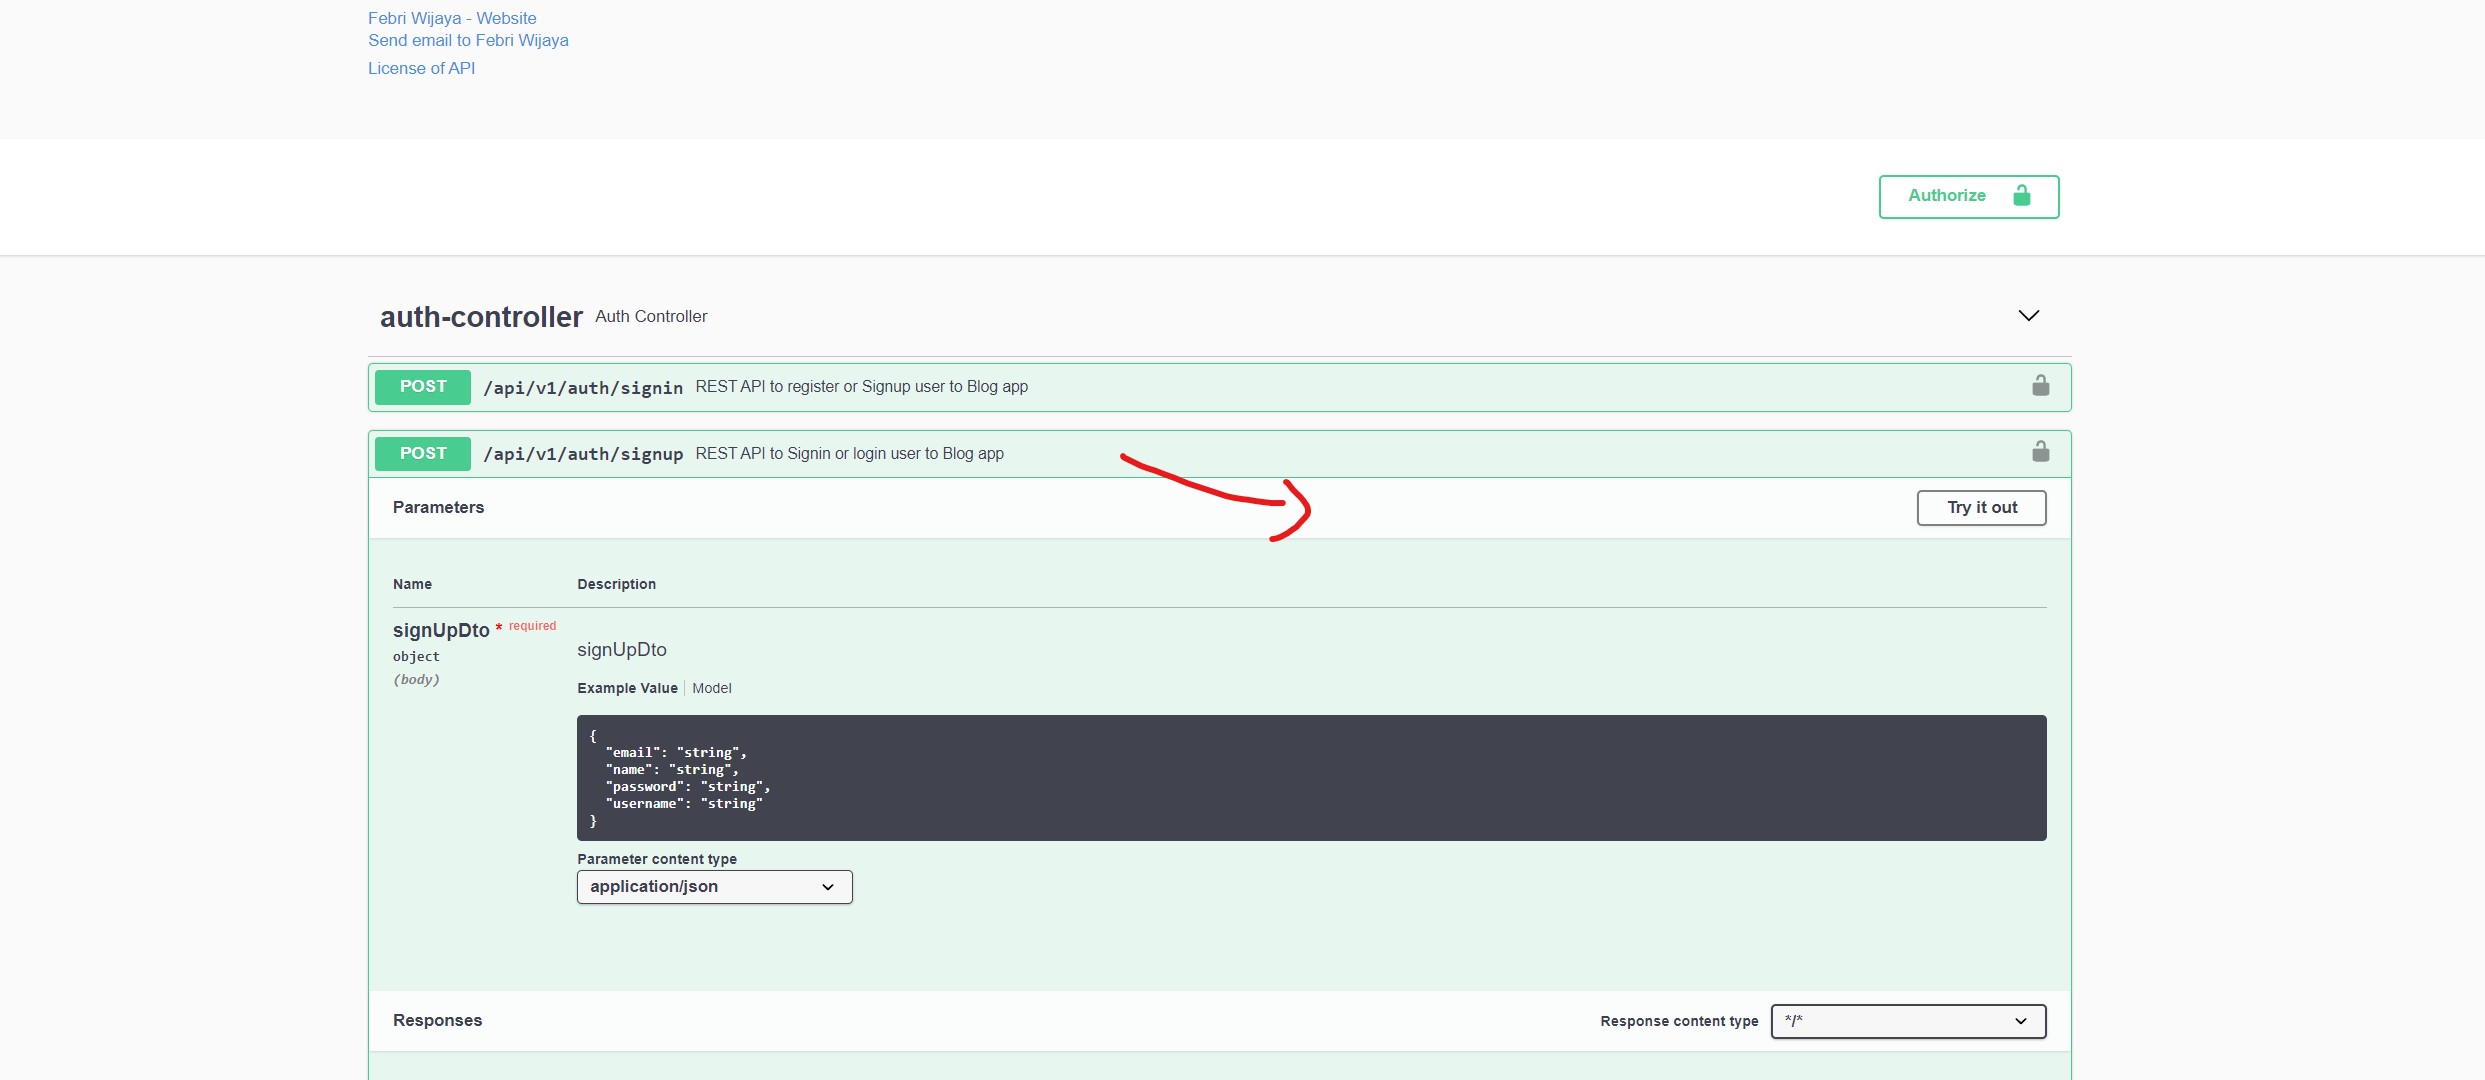 Febri Wijaya - Website
Send email to Febri Wijaya
License of API
Authorize
auth-controller Auth Controller
POST /api/v1/auth/signin REST API to register or Signup user to Blog app
POST /api/v1/auth/signup REST API to Signin or login user to Blog app
Parameters Try it out
Name Description
signUpDto * required
object
(body)
signUpDto
Example Value Model
{
"email": "string",
"name": "string",
"password": "string",
"username": "string"
}
Parameter content type
application/json
Responses Response content type */*